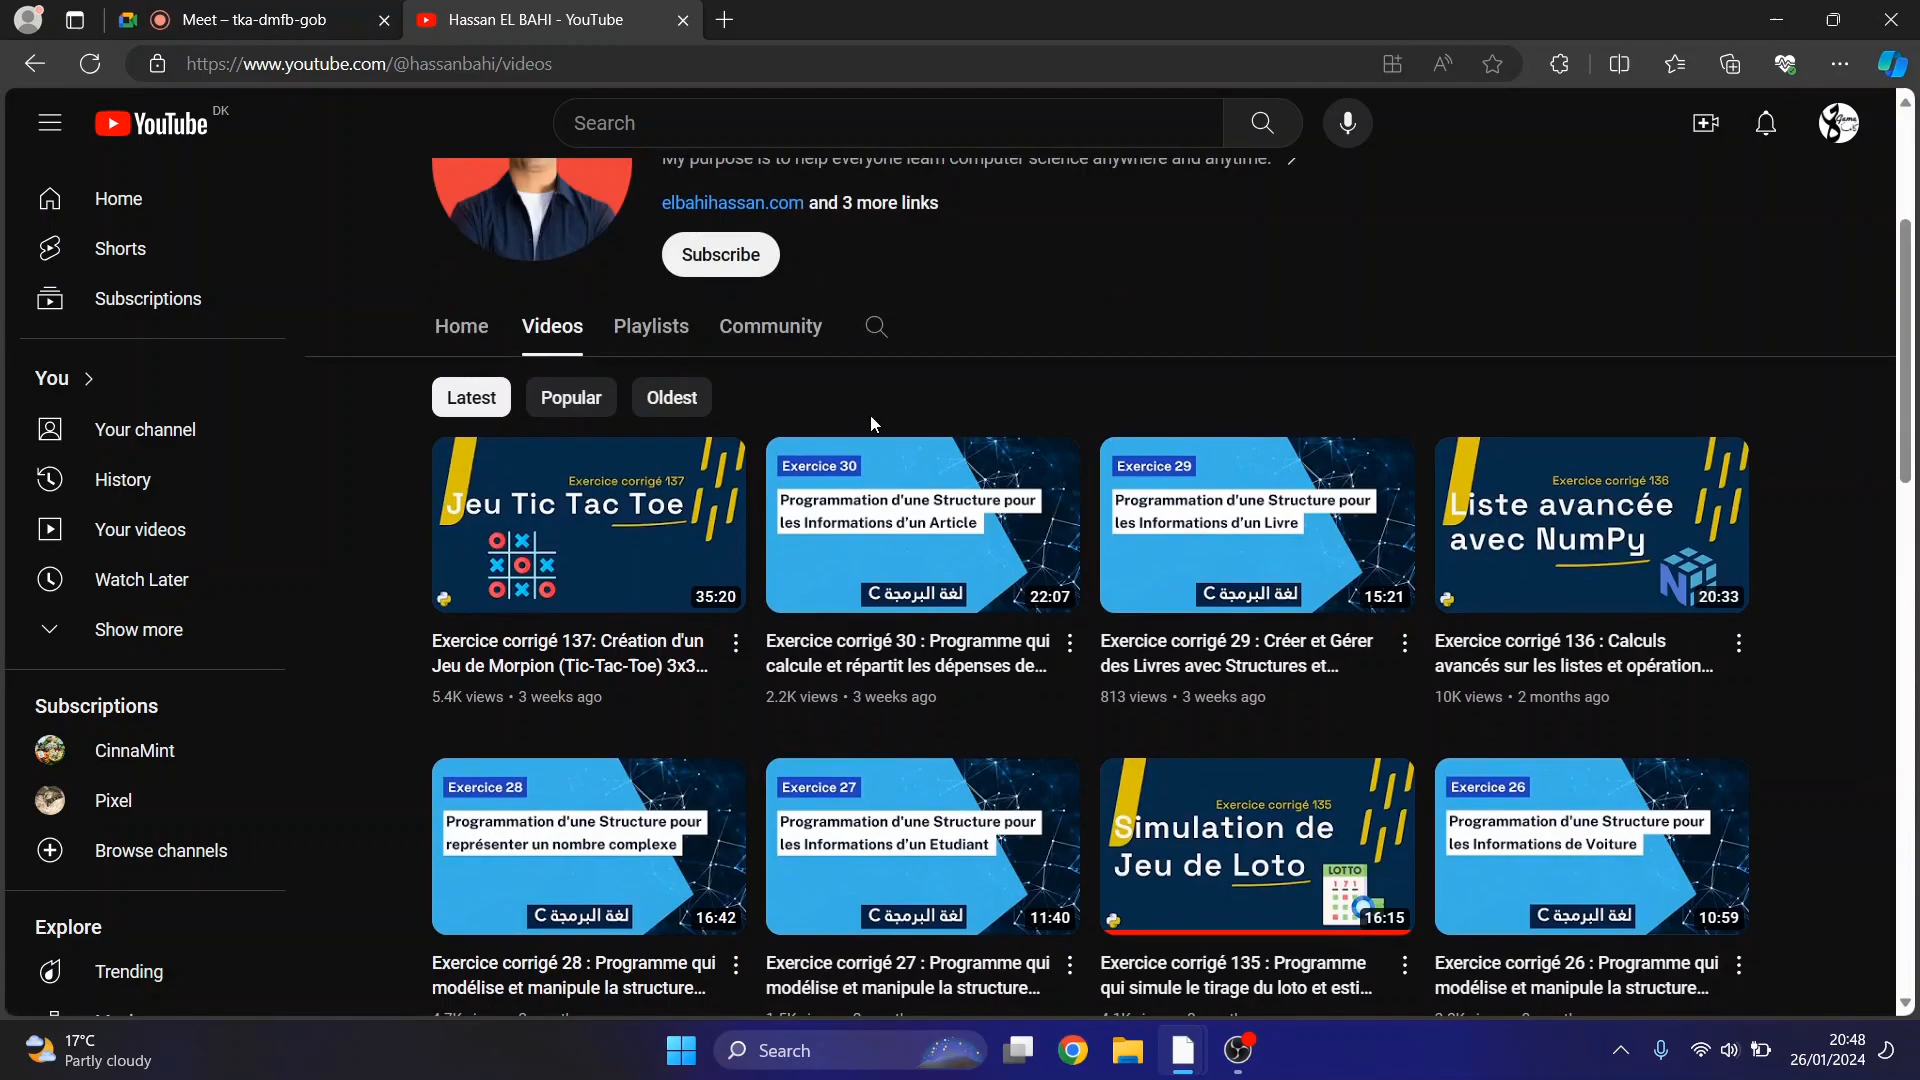 Meet – tka-dmfb-gob
Hassan EL BAHI - YouTube
https://www.youtube.com/@hassanbahi/videos
YouTube DK
Search
My purpose is to help everyone learn computer science anywhere and anytime.
elbahihassan.com and 3 more links
Subscribe
Home
Shorts
Subscriptions
You
Your channel
History
Your videos
Watch Later
Show more
Subscriptions
CinnaMint
Pixel
Browse channels
Explore
Trending
Home Videos Playlists Community
Latest Popular Oldest
Exercice corrigé 137
Jeu Tic Tac Toe
35:20
Exercice corrigé 137: Création d'un
Jeu de Morpion (Tic-Tac-Toe) 3x3...
5.4K views • 3 weeks ago
Exercice 30
Programmation d'une Structure pour
les Informations d'un Article
لغة البرمجة C
22:07
Exercice corrigé 30 : Programme qui
calcule et répartit les dépenses de...
2.2K views • 3 weeks ago
Exercice 29
Programmation d'une Structure pour
les Informations d'un Livre
لغة البرمجة C
15:21
Exercice corrigé 29 : Créer et Gérer
des Livres avec Structures et...
813 views • 3 weeks ago
Exercice corrigé 136
Liste avancée
avec NumPy
20:33
Exercice corrigé 136 : Calculs
avancés sur les listes et opération...
10K views • 2 months ago
Exercice 28
Programmation d'une Structure pour
représenter un nombre complexe
لغة البرمجة C
16:42
Exercice corrigé 28 : Programme qui
modélise et manipule la structure...
Exercice 27
Programmation d'une Structure pour
les Informations d'un Etudiant
لغة البرمجة C
11:40
Exercice corrigé 27 : Programme qui
modélise et manipule la structure...
Exercice corrigé 135
Simulation de
Jeu de Loto
LOTTO
16:15
Exercice corrigé 135 : Programme
qui simule le tirage du loto et esti...
Exercice 26
Programmation d'une Structure pour
les Informations de Voiture
لغة البرمجة C
10:59
Exercice corrigé 26 : Programme qui
modélise et manipule la structure...
17°C
Partly cloudy
Search
20:48
26/01/2024